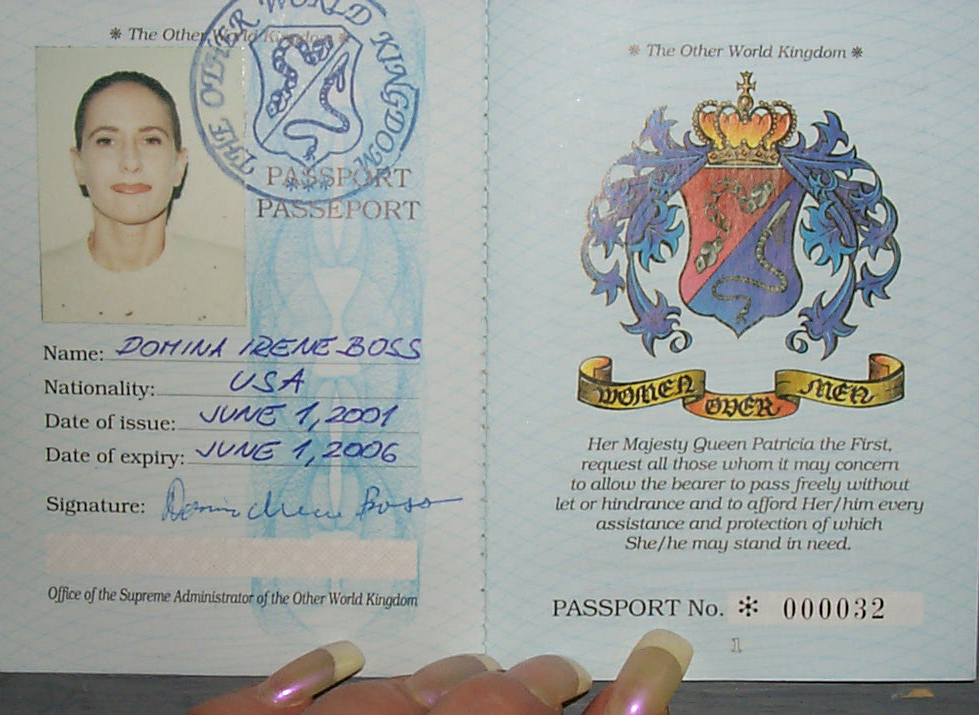 ❋ The Other World Kingdom ❋
THE OTHER WORLD KINGDOM
PASSPORT
PASSEPORT
Name: DOMINA IRENE BOSS
Nationality: USA
Date of issue: JUNE 1, 2001
Date of expiry: JUNE 1, 2006
Signature: Domina Irene Boss
Office of the Supreme Administrator of the Other World Kingdom
❋ The Other World Kingdom ❋
WOMEN OVER MEN
Her Majesty Queen Patricia the First,
request all those whom it may concern
to allow the bearer to pass freely without
let or hindrance and to afford Her/him every
assistance and protection of which
She/he may stand in need.
PASSPORT No. ✻ 000032
1